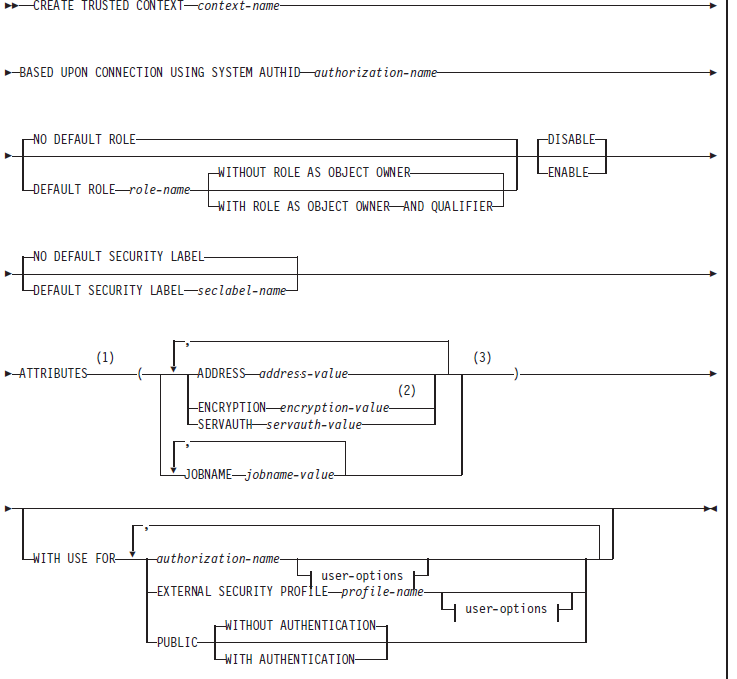 CREATE TRUSTED CONTEXT context-name
BASED UPON CONNECTION USING SYSTEM AUTHID authorization-name
NO DEFAULT ROLE
DISABLE
WITHOUT ROLE AS OBJECT OWNER
ENABLE
DEFAULT ROLE role-name
WITH ROLE AS OBJECT OWNER AND QUALIFIER
NO DEFAULT SECURITY LABEL
DEFAULT SECURITY LABEL seclabel-name
,
(1) (3)
ATTRIBUTES ( ADDRESS address-value )
(2)
ENCRYPTION encryption-value
SERVAUTH servauth-value
,
JOBNAME jobname-value
,
WITH USE FOR authorization-name
user-options
EXTERNAL SECURITY PROFILE profile-name
user-options
WITHOUT AUTHENTICATION
PUBLIC
WITH AUTHENTICATION